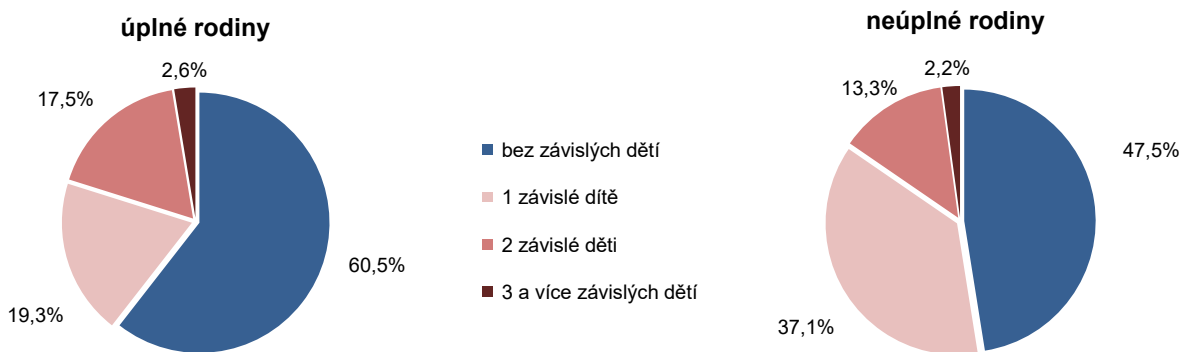 úplné rodiny
2,6%
17,5%
60,5%
19,3%
bez závislých dětí
1 závislé dítě
2 závislé děti
3 a více závislých dětí
neúplné rodiny
2,2%
13,3%
47,5%
37,1%